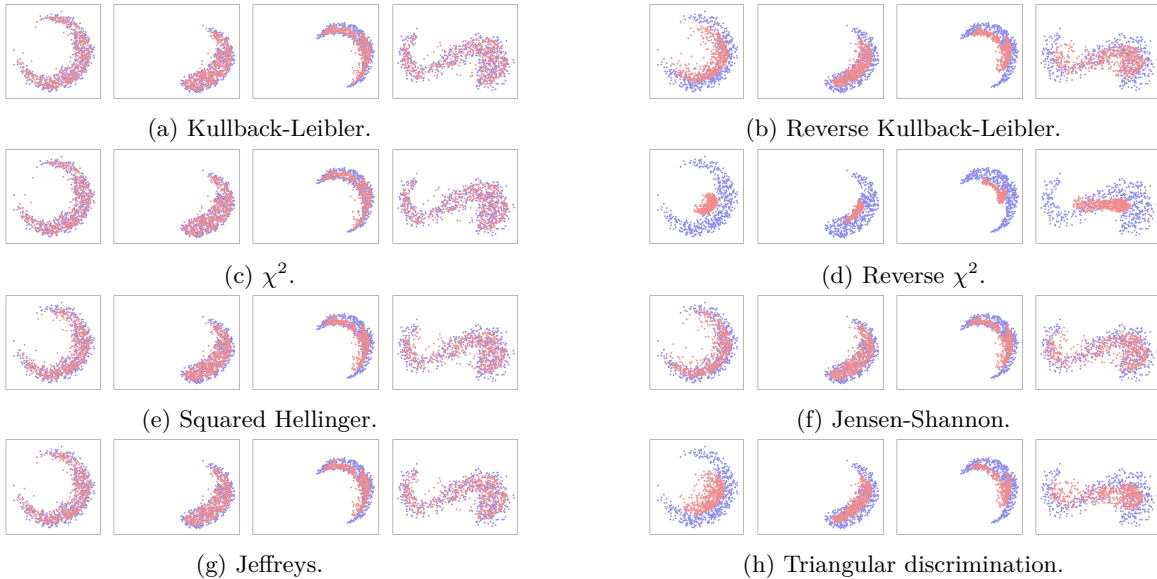 (a) Kullback-Leibler.
(b) Reverse Kullback-Leibler.
(c) χ².
(d) Reverse χ².
(e) Squared Hellinger.
(f) Jensen-Shannon.
(g) Jeffreys.
(h) Triangular discrimination.